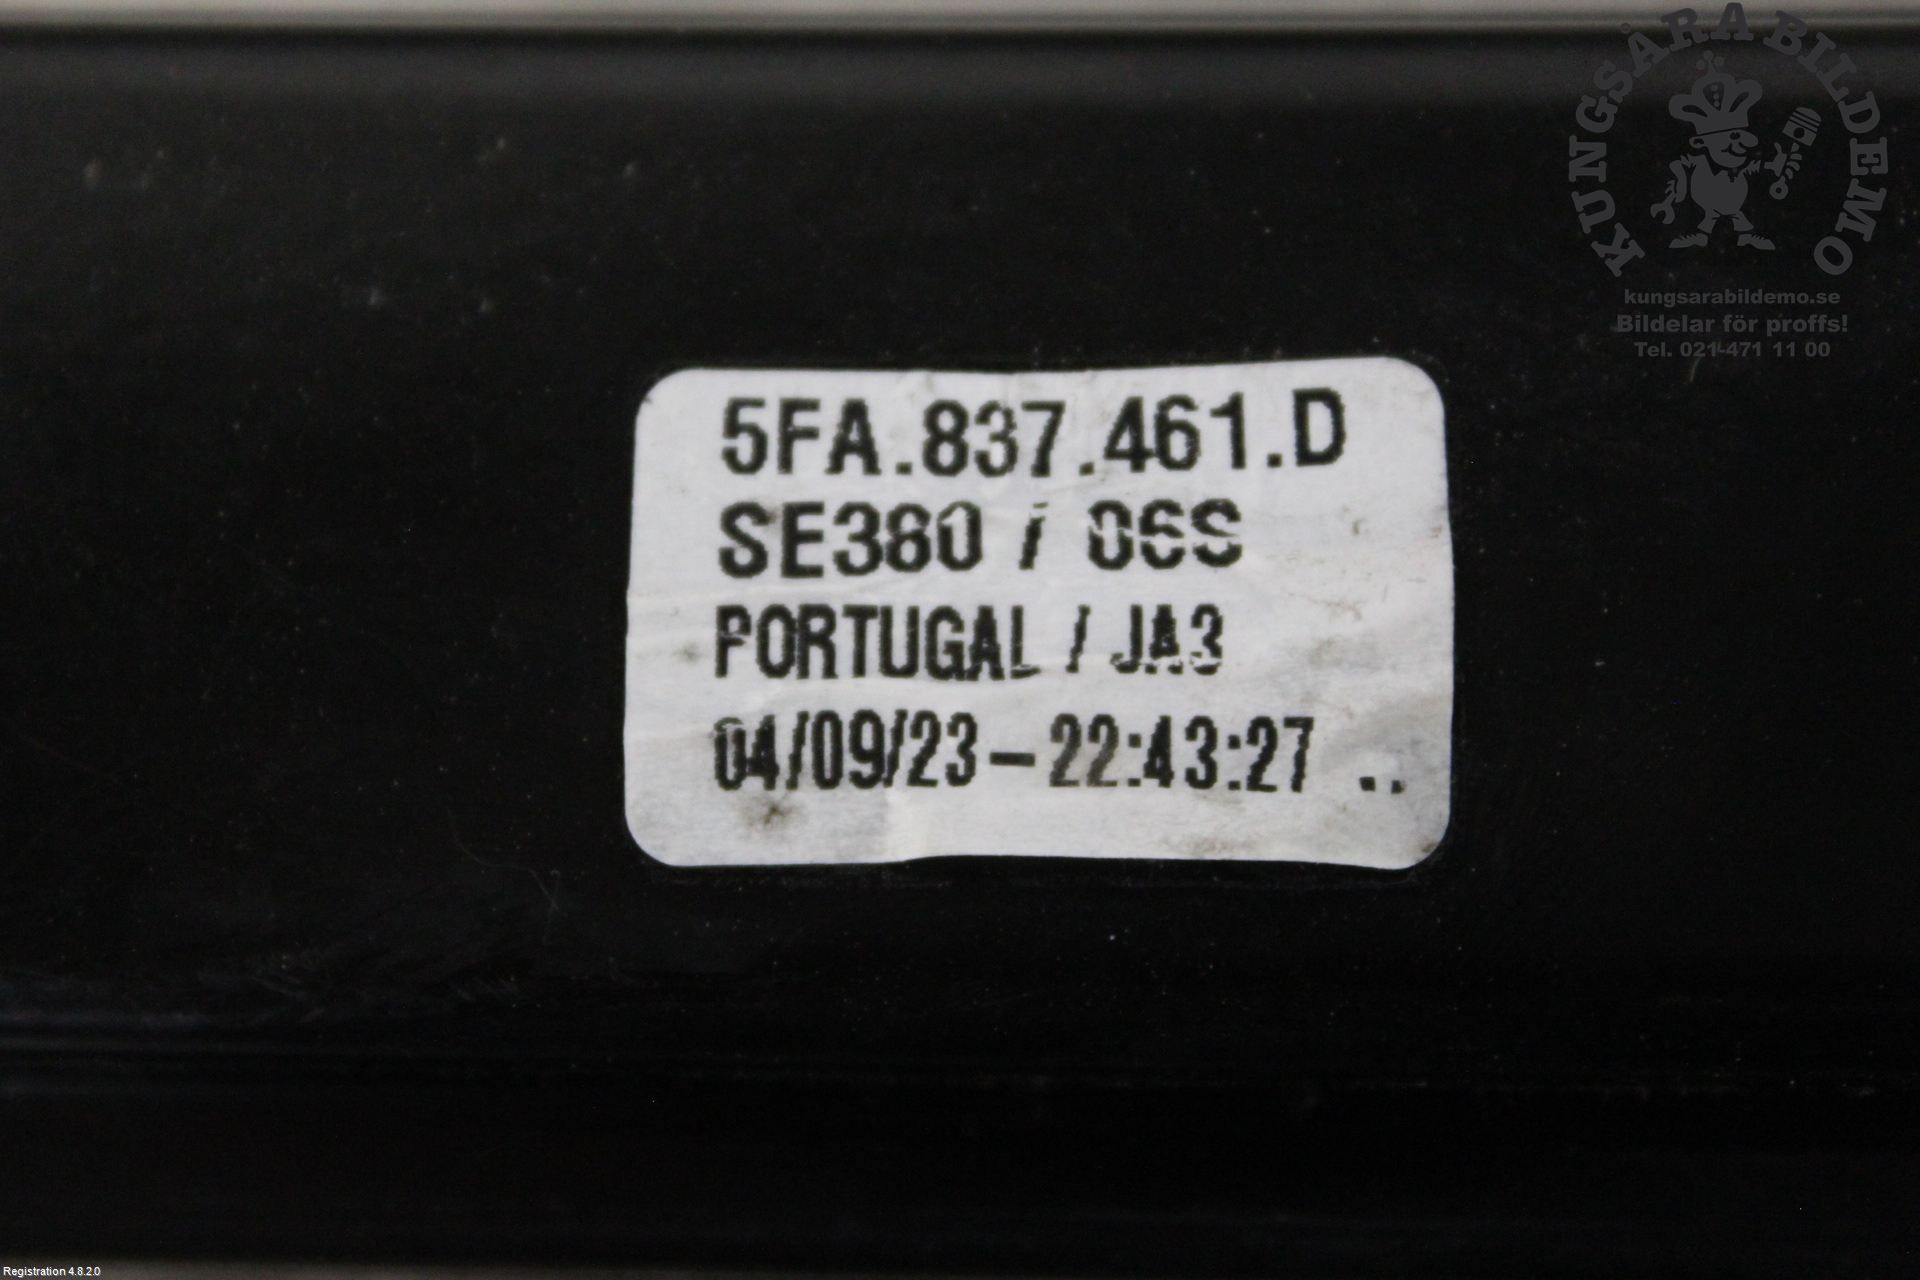 KUNGSÅRA BILDEMO
kungsarabildemo.se
Bildelar för proffs!
Tel. 021-471 11 00
5FA.837.461.D
SE380 / 06S
PORTUGAL / JA3
04/09/23-22:43:27 ..
Registration 4.8.2.0